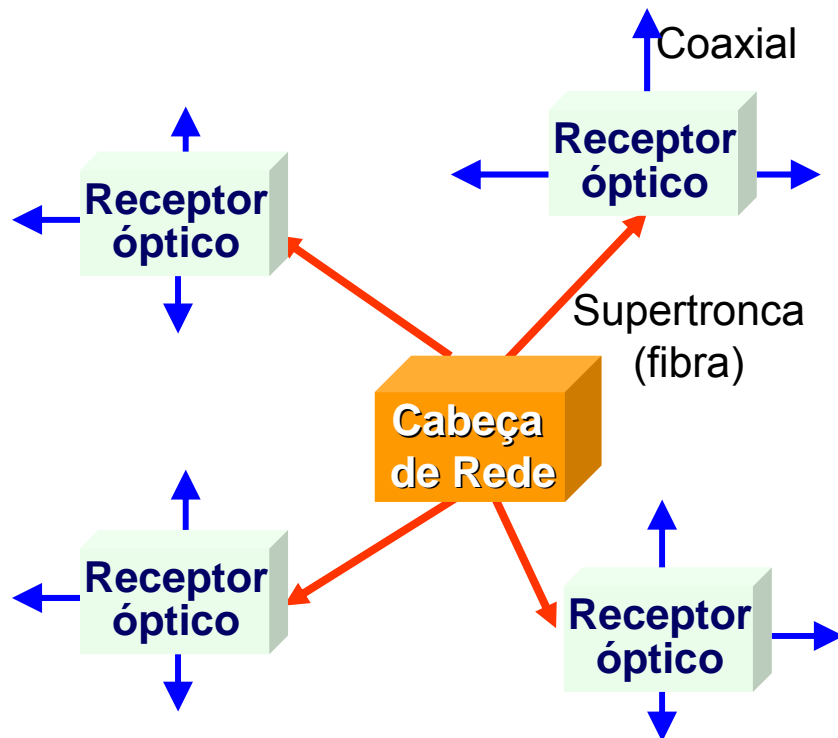 Coaxial
Receptor
óptico
Receptor
óptico
Supertronca
(fibra)
Cabeça
de Rede
Receptor
óptico
Receptor
óptico